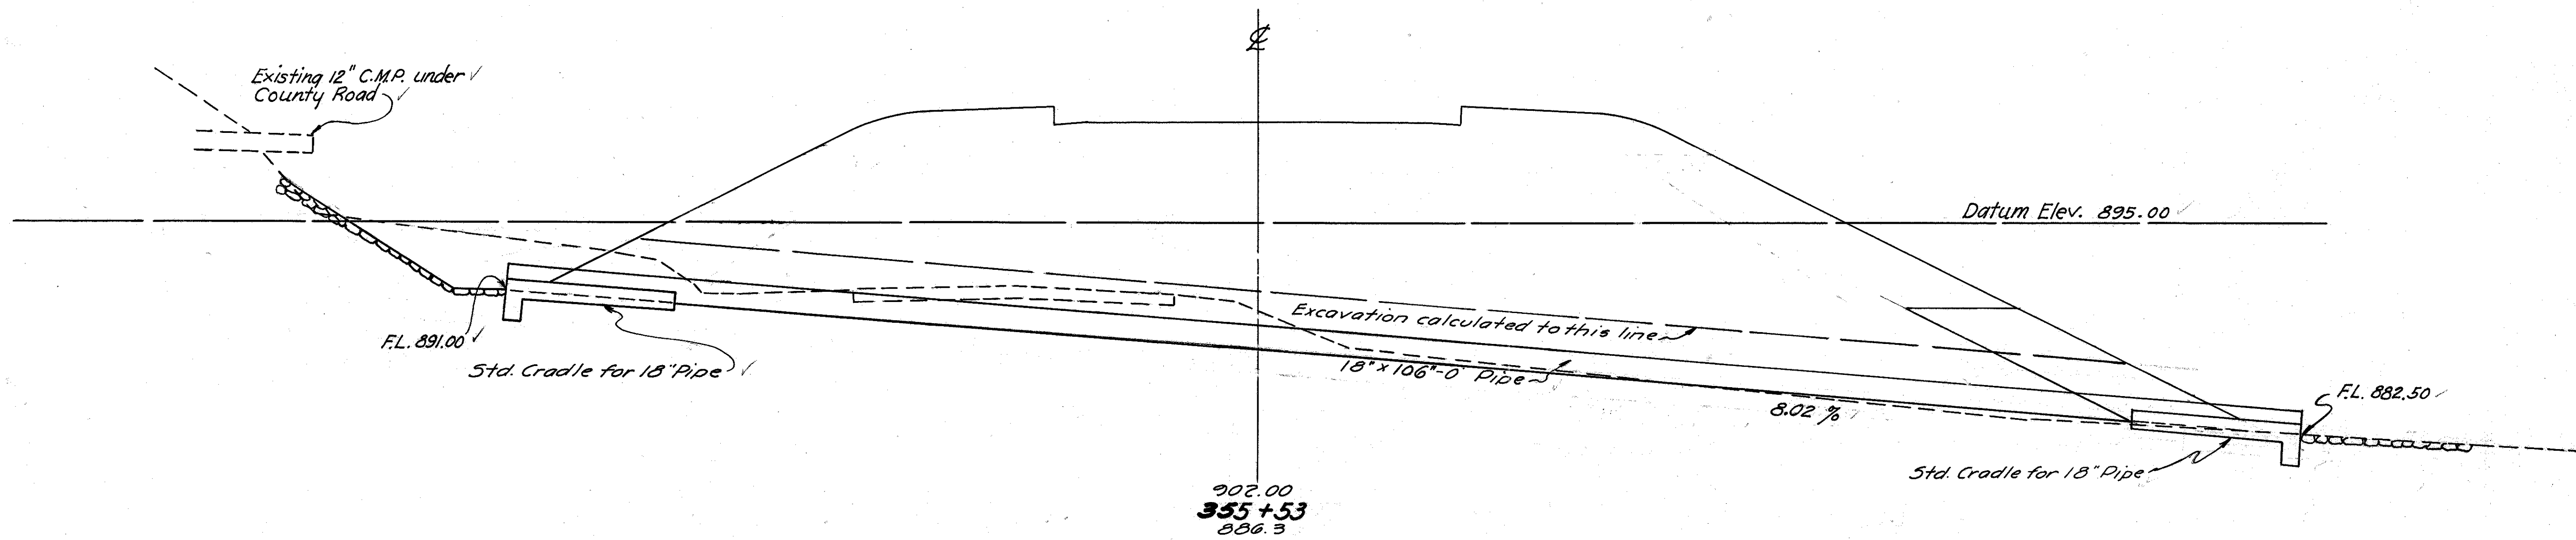 ℄
Existing 12" C.M.P. under ✓
County Road ✓
Datum Elev. 895.00 ✓
Excavation calculated to this line
F.L. 891.00 ✓
Std. Cradle for 18" Pipe ✓
18" x 106"-0 Pipe
8.02 % ✓
F.L. 882.50 ✓
Std. Cradle for 18" Pipe
902.00
355+53
886.3